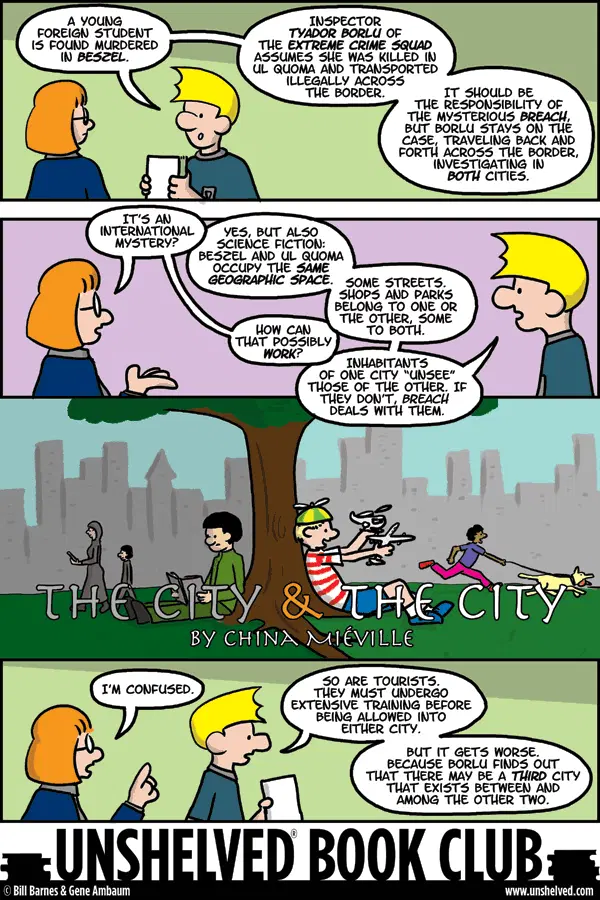 A YOUNG
FOREIGN STUDENT
IS FOUND MURDERED
IN BESZEL.
INSPECTOR
TYADOR BORLU OF
THE EXTREME CRIME SQUAD
ASSUMES SHE WAS KILLED IN
UL QUOMA AND TRANSPORTED
ILLEGALLY ACROSS
THE BORDER.
IT SHOULD BE
THE RESPONSIBILITY OF
THE MYSTERIOUS BREACH,
BUT BORLU STAYS ON THE
CASE, TRAVELING BACK AND
FORTH ACROSS THE BORDER,
INVESTIGATING IN
BOTH CITIES.
IT'S AN
INTERNATIONAL
MYSTERY?
YES, BUT ALSO
SCIENCE FICTION:
BESZEL AND UL QUOMA
OCCUPY THE SAME
GEOGRAPHIC SPACE.
HOW CAN
THAT POSSIBLY
WORK?
SOME STREETS.
SHOPS AND PARKS
BELONG TO ONE OR
THE OTHER, SOME
TO BOTH.
INHABITANTS
OF ONE CITY "UNSEE"
THOSE OF THE OTHER. IF
THEY DON'T, BREACH
DEALS WITH THEM.
THE CITY & THE CITY
BY CHINA MIÉVILLE
I'M CONFUSED.
SO ARE TOURISTS.
THEY MUST UNDERGO
EXTENSIVE TRAINING BEFORE
BEING ALLOWED INTO
EITHER CITY.
BUT IT GETS WORSE.
BECAUSE BORLU FINDS OUT
THAT THERE MAY BE A THIRD CITY
THAT EXISTS BETWEEN AND
AMONG THE OTHER TWO.
UNSHELVED® BOOK CLUB
© Bill Barnes & Gene Ambaum
www.unshelved.com